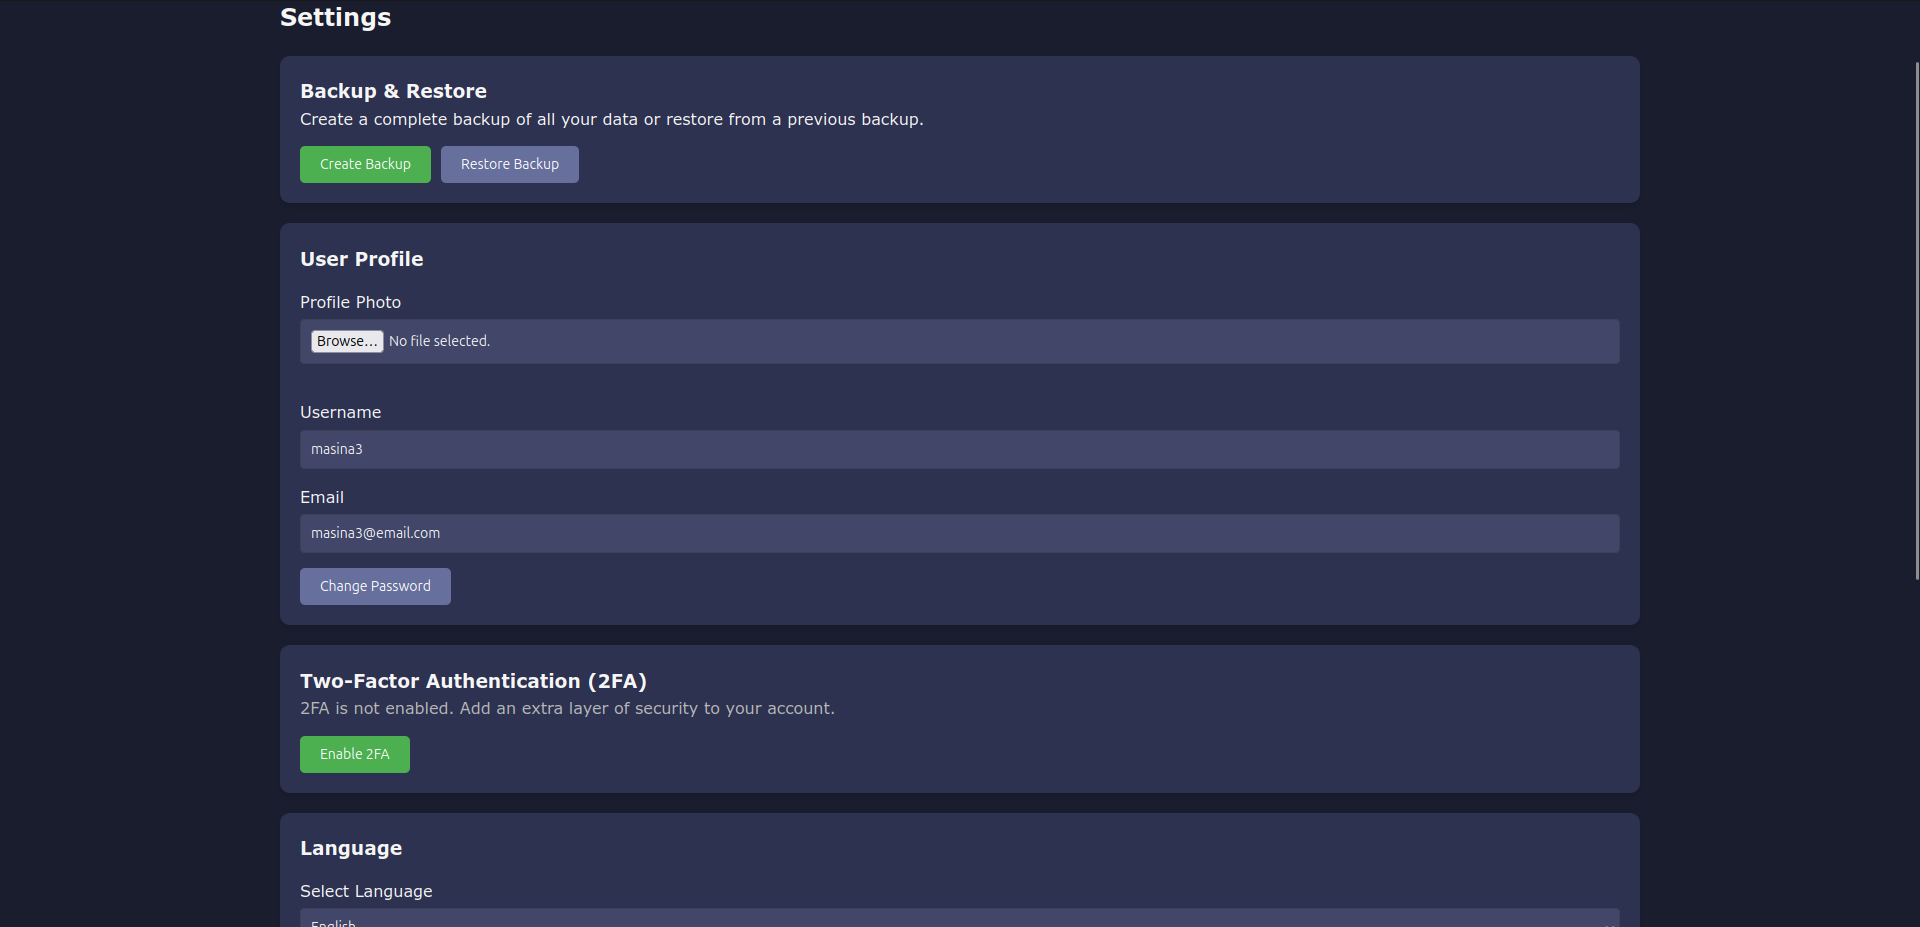 Settings
Backup & Restore
Create a complete backup of all your data or restore from a previous backup.
Create Backup
Restore Backup
User Profile
Profile Photo
Browse... No file selected.
Username
masina3
Email
masina3@email.com
Change Password
Two-Factor Authentication (2FA)
2FA is not enabled. Add an extra layer of security to your account.
Enable 2FA
Language
Select Language
English